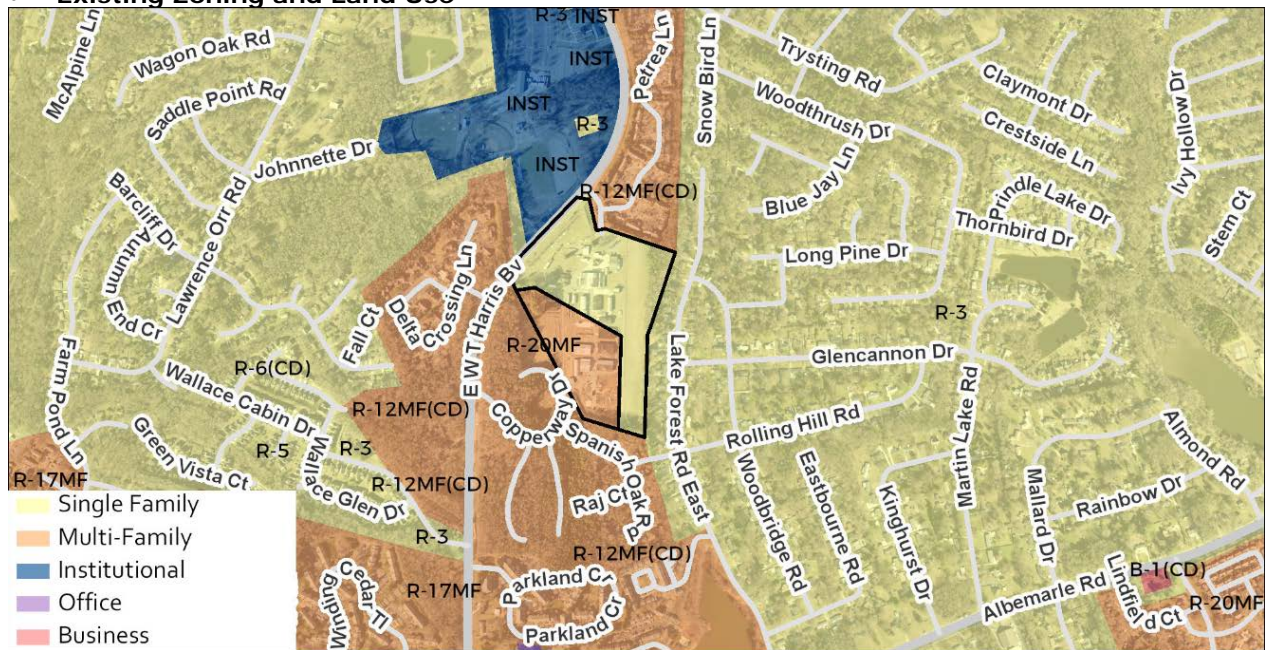 Existing Zoning and Land Use
R-3
INST
Petrea Ln
Snow Bird Ln
Trysting Rd
Claymont Dr
Ivy Hollow Dr
McAlpine Ln
Wagon Oak Rd
INST
Saddle Point Rd
Woodthrush Dr
Crestside Ln
INST
R-3
Johnnette Dr
INST
Blue Jay Ln
Prindle Lake Dr
Stem Ct
Barcliff Dr
Lawrence Orr Rd
R-12MF(CD)
Thornbird Dr
Autumn End Cr
Long Pine Dr
Delta Crossing Ln
E W T Harris Bv
Fall Ct
R-3
Farm Pond Ln
R-20MF
Lake Forest Rd East
Glencannon Dr
R-6(CD)
Wallace Cabin Dr
R-12MF(CD)
Copperway Dr
Rolling Hill Rd
Martin Lake Rd
Almond Rd
Green Vista Ct
R-5
R-3
Wallace Glen Dr
Spanish Oak Rd
Woodbridge Rd
Eastbourne Rd
R-17MF
R-12MF(CD)
Raj Ct
Kinghurst Dr
Mallard Dr
Rainbow Dr
Single Family
Multi-Family
R-3
R-12MF(CD)
Institutional
Cedar Tl
Winding
R-17MF
Parkland Cr
B-1(CD)
Office
Parkland Cr
Albemarle Rd
Lindfield Ct
R-20MF
Business